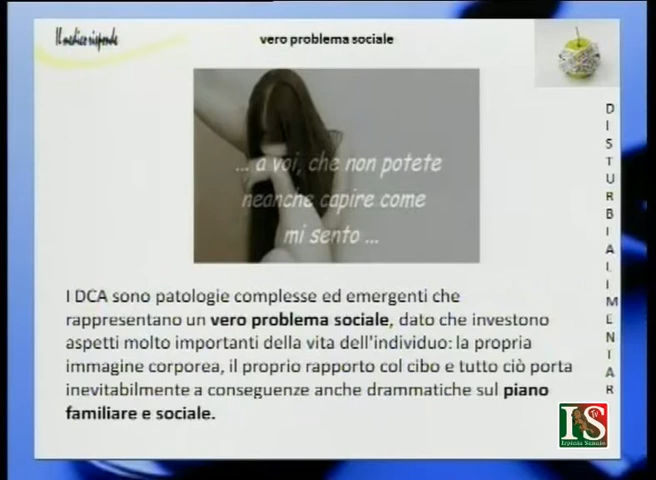 Il medico risponde
vero problema sociale
... a voi, che non potete
neanche capire come
mi sento ...
I DCA sono patologie complesse ed emergenti che
rappresentano un vero problema sociale, dato che investono
aspetti molto importanti della vita dell'individuo: la propria
immagine corporea, il proprio rapporto col cibo e tutto ciò porta
inevitabilmente a conseguenze anche drammatiche sul piano
familiare e sociale.
D
I
S
T
U
R
B
I
A
L
I
M
E
N
T
A
R
IS
Tv
Irpinia Sannio